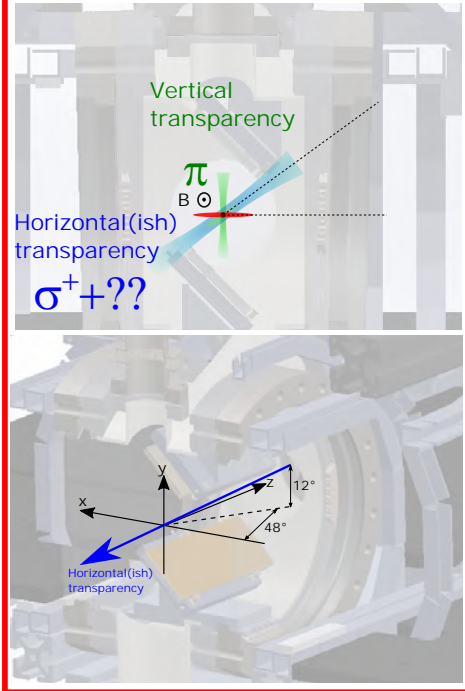 Vertical
transparency
π
B
Horizontal(ish)
transparency
σ⁺+??
y
z
x
12°
48°
Horizontal(ish)
transparency